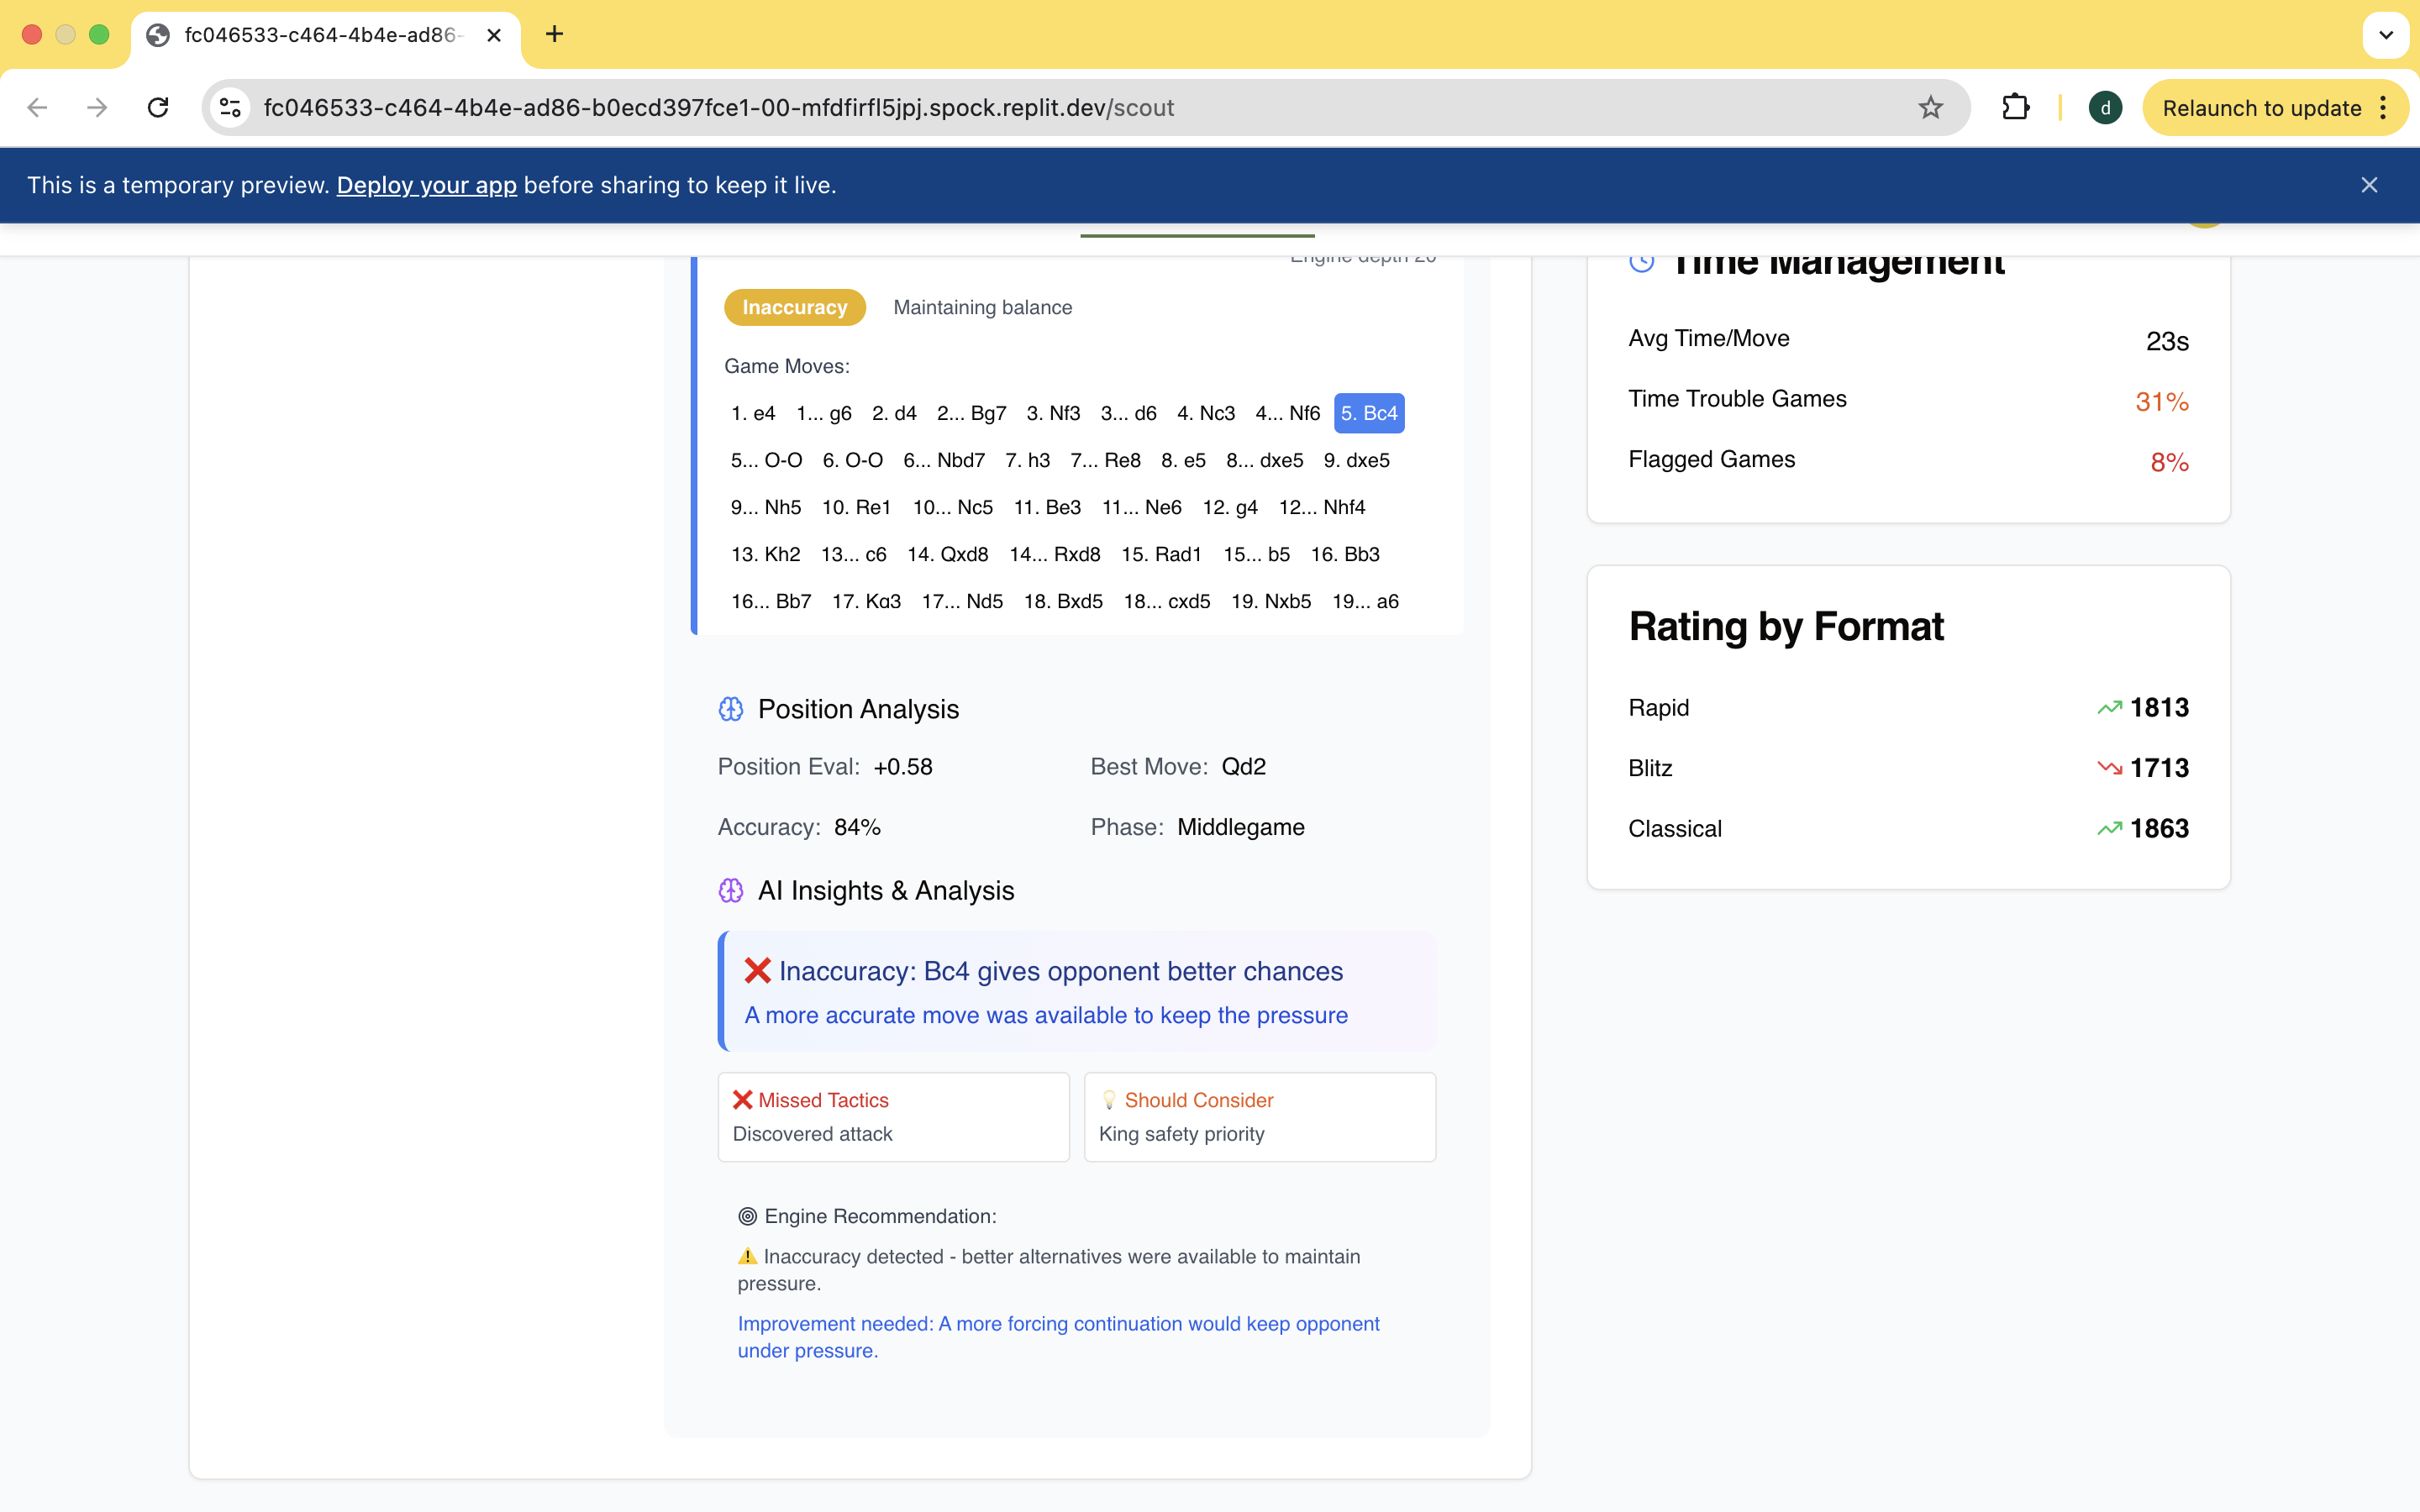 fc046533-c464-4b4e-ad86-
fc046533-c464-4b4e-ad86-b0ecd397fce1-00-mfdfirfl5jpj.spock.replit.dev/scout
d
Relaunch to update
This is a temporary preview. Deploy your app before sharing to keep it live.
Engine depth 20
Inaccuracy Maintaining balance
Game Moves:
1. e4 1... g6 2. d4 2... Bg7 3. Nf3 3... d6 4. Nc3 4... Nf6 5. Bc4
5... O-O 6. O-O 6... Nbd7 7. h3 7... Re8 8. e5 8... dxe5 9. dxe5
9... Nh5 10. Re1 10... Nc5 11. Be3 11... Ne6 12. g4 12... Nhf4
13. Kh2 13... c6 14. Qxd8 14... Rxd8 15. Rad1 15... b5 16. Bb3
16... Bb7 17. Kg3 17... Nd5 18. Bxd5 18... cxd5 19. Nxb5 19... a6
Position Analysis
Position Eval: +0.58 Best Move: Qd2
Accuracy: 84% Phase: Middlegame
AI Insights & Analysis
❌ Inaccuracy: Bc4 gives opponent better chances
A more accurate move was available to keep the pressure
❌ Missed Tactics
Discovered attack
💡 Should Consider
King safety priority
Engine Recommendation:
⚠️ Inaccuracy detected - better alternatives were available to maintain
pressure.
Improvement needed: A more forcing continuation would keep opponent
under pressure.
Time Management
Avg Time/Move 23s
Time Trouble Games 31%
Flagged Games 8%
Rating by Format
Rapid 1813
Blitz 1713
Classical 1863